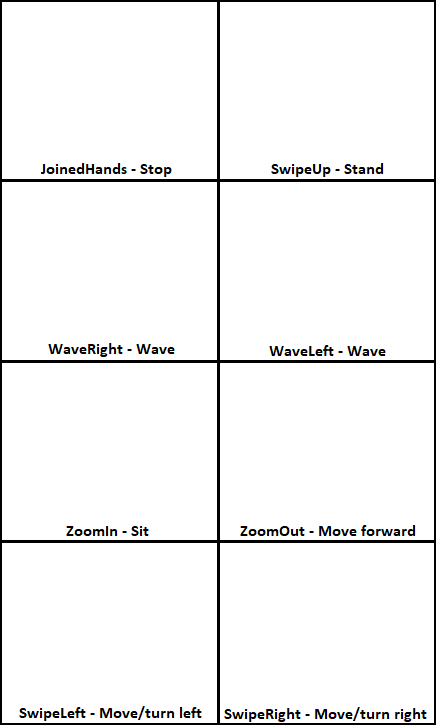 JoinedHands - Stop
SwipeUp - Stand
WaveRight - Wave
WaveLeft - Wave
ZoomIn - Sit
ZoomOut - Move forward
SwipeLeft - Move/turn left
SwipeRight - Move/turn right